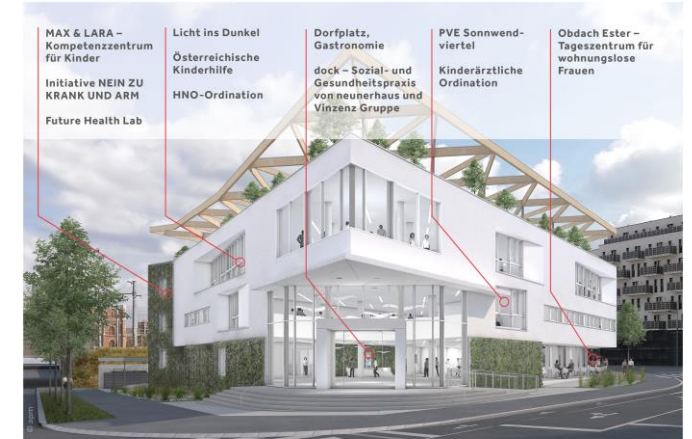 MAX & LARA –
Kompetenzzentrum
für Kinder
Initiative NEIN ZU
KRANK UND ARM
Future Health Lab
Licht ins Dunkel
Österreichische
Kinderhilfe
HNO-Ordination
Dorfplatz,
Gastronomie
dock – Sozial- und
Gesundheitspraxis
von neunerhaus und
Vinzenz Gruppe
PVE Sonnwend-
viertel
Kinderärztliche
Ordination
Obdach Ester –
Tageszentrum für
wohnungslose
Frauen
© apm